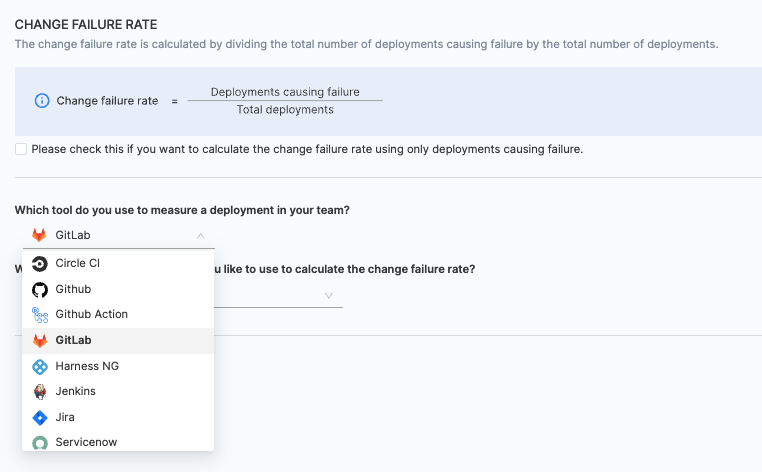 CHANGE FAILURE RATE
The change failure rate is calculated by dividing the total number of deployments causing failure by the total number of deployments.
Change failure rate = Deployments causing failure
Total deployments
Please check this if you want to calculate the change failure rate using only deployments causing failure.
Which tool do you use to measure a deployment in your team?
GitLab
like to use to calculate the change failure rate?
Circle CI
Github
Github Action
GitLab
Harness NG
Jenkins
Jira
Servicenow